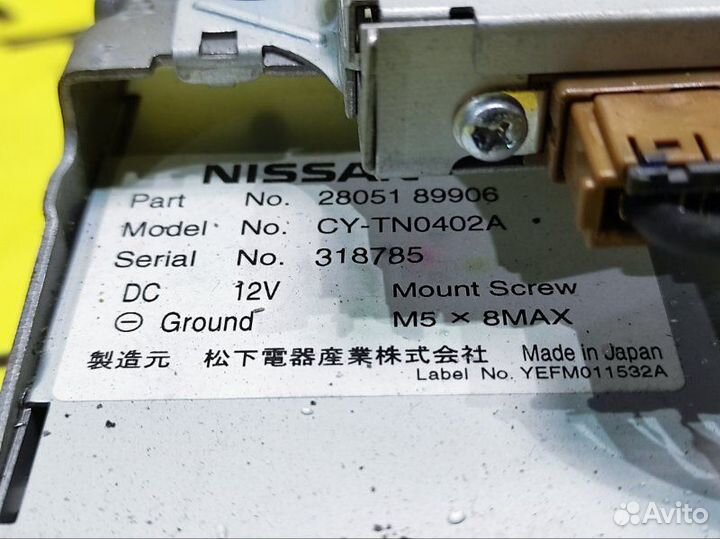 NISSAN
Part No. 28051 89906
Model No. CY-TN0402A
Serial No. 318785
DC 12V Mount Screw
⊖ Ground M5 × 8MAX
製造元 松下電器産業株式会社 Made in Japan
Label No. YEFM011532A
Avito